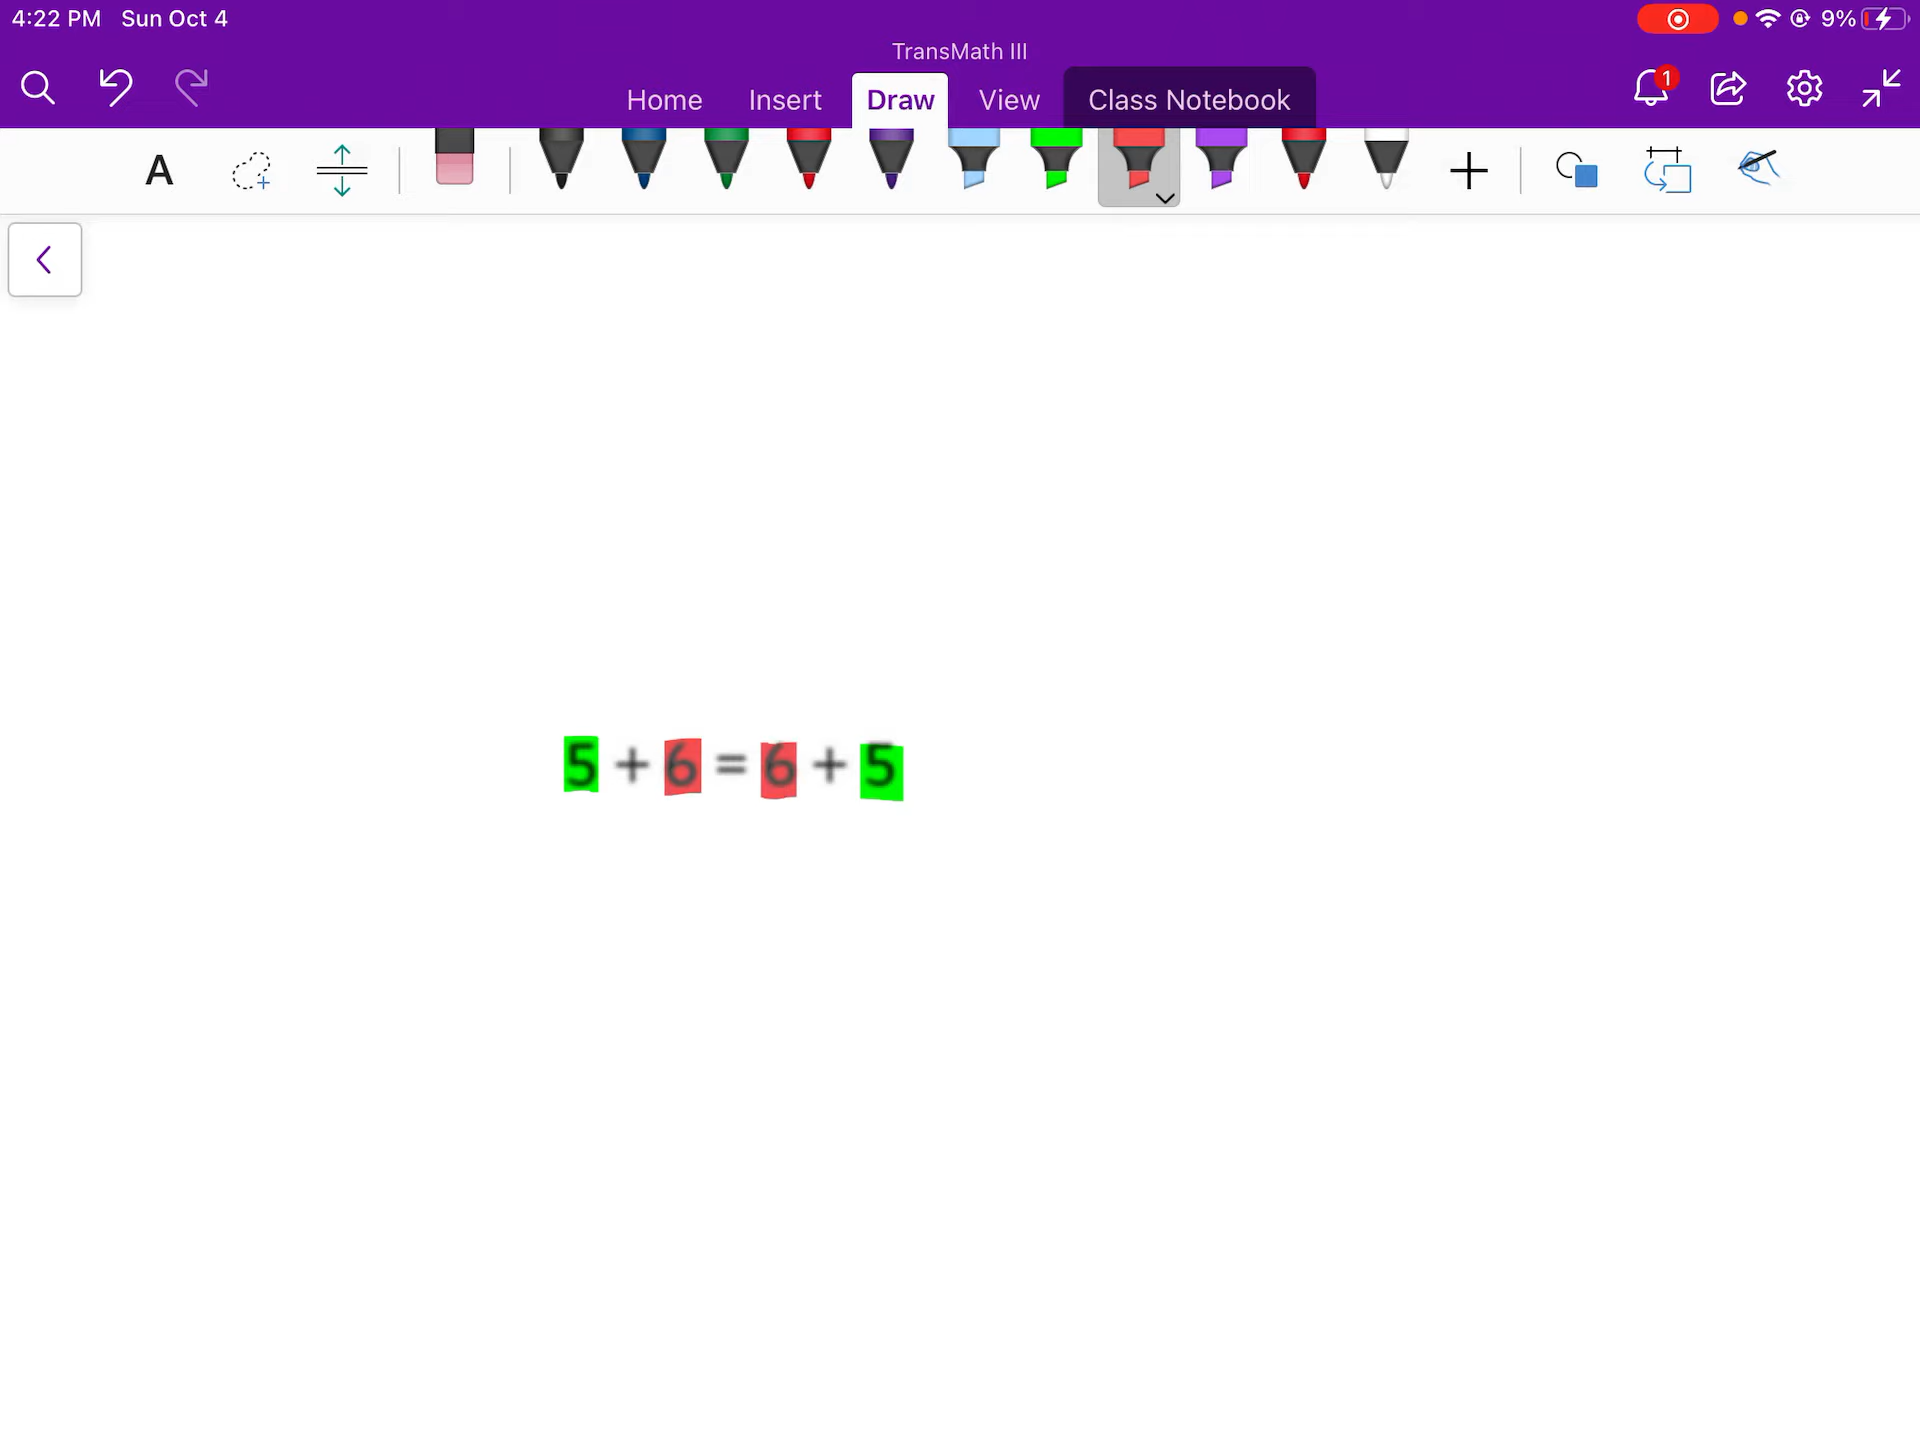 4:22 PM Sun Oct 4
9%
TransMath III
1
Home Insert Draw View Class Notebook
A
5 + 6 = 6 + 5